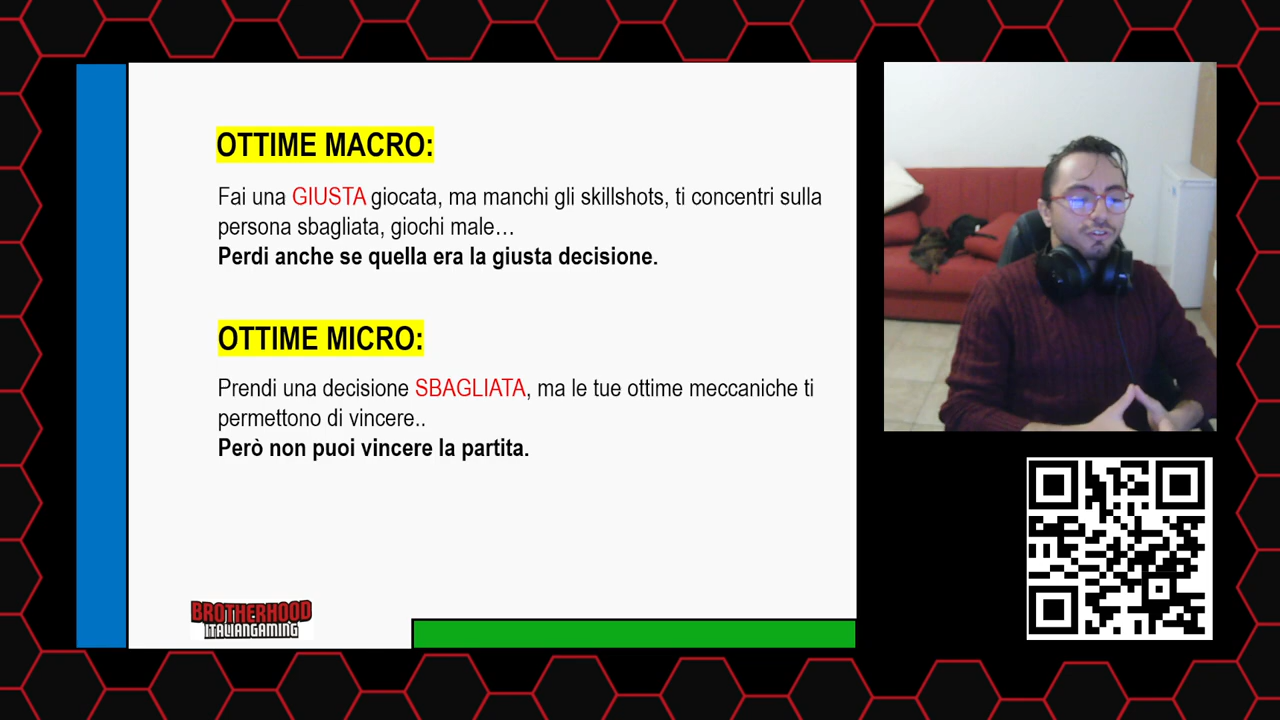 OTTIME MACRO:
Fai una GIUSTA giocata, ma manchi gli skillshots, ti concentri sulla
persona sbagliata, giochi male…
Perdi anche se quella era la giusta decisione.
OTTIME MICRO:
Prendi una decisione SBAGLIATA, ma le tue ottime meccaniche ti
permettono di vincere..
Però non puoi vincere la partita.
BROTHERHOOD
ITALIANGAMING